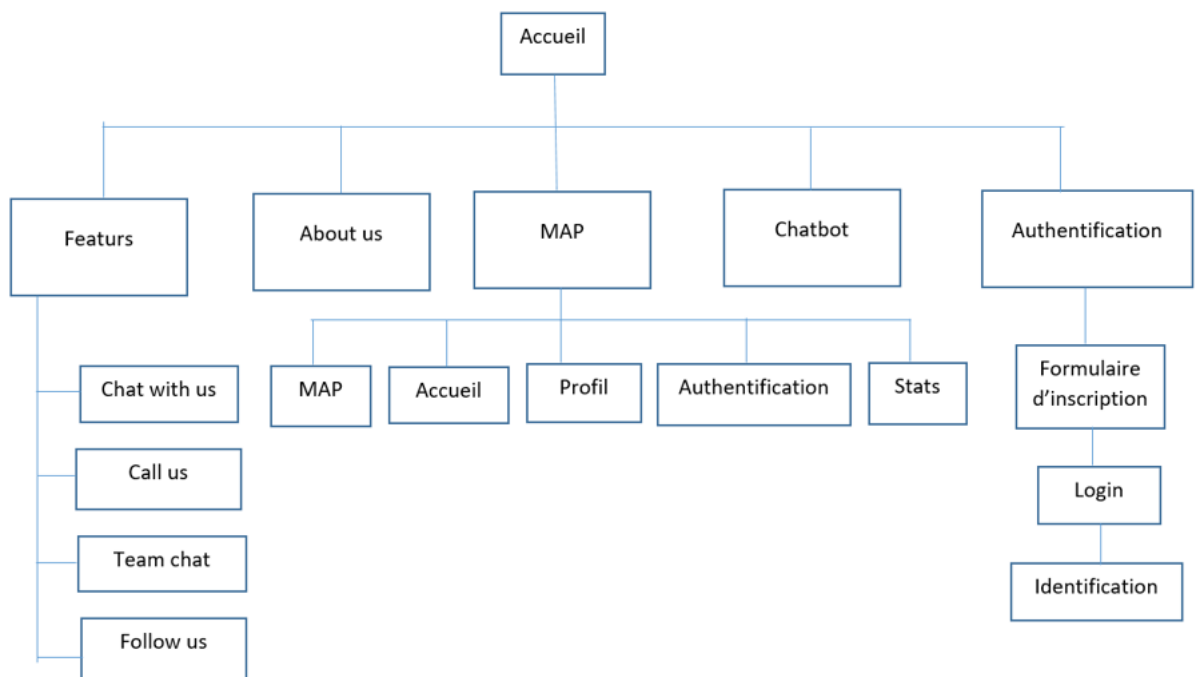 Accueil
Featurs
About us
MAP
Chatbot
Authentification
Chat with us
Call us
Team chat
Follow us
MAP
Accueil
Profil
Authentification
Stats
Formulaire
d’inscription
Login
Identification